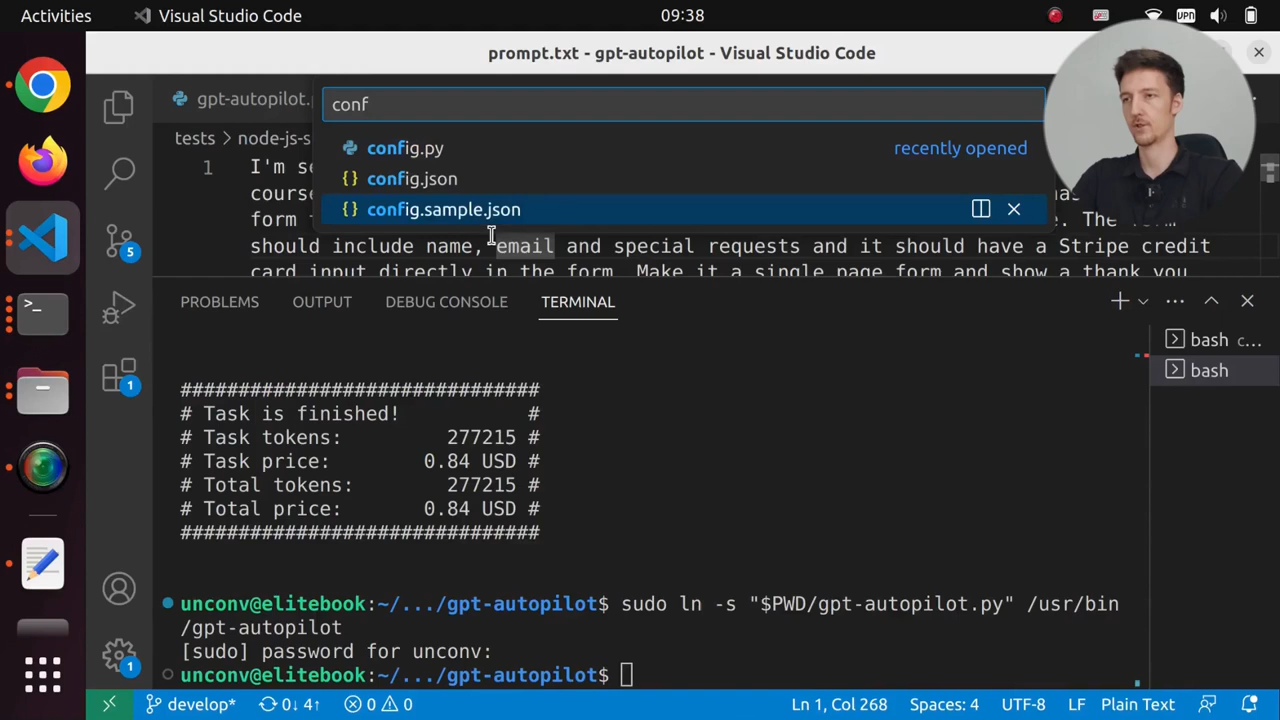 Activities
Visual Studio Code
09:38
VPN
prompt.txt - gpt-autopilot - Visual Studio Code
gpt-autopilot.
conf
tests > node-js-s
config.py
recently opened
config.json
config.sample.json
1
I'm se
course
form
should include name, email and special requests and it should have a Stripe credit
card input directly in the form. Make it a single page form and show a thank you
5
1
1
PROBLEMS
OUTPUT
DEBUG CONSOLE
TERMINAL
bash c...
bash
##############################
# Task is finished! #
# Task tokens: 277215 #
# Task price: 0.84 USD #
# Total tokens: 277215 #
# Total price: 0.84 USD #
##############################
unconv@elitebook:~/.../gpt-autopilot$ sudo ln -s "$PWD/gpt-autopilot.py" /usr/bin
/gpt-autopilot
[sudo] password for unconv:
unconv@elitebook:~/.../gpt-autopilot$
develop*
0↓ 4↑
0
0
Ln 1, Col 268
Spaces: 4
UTF-8
LF
Plain Text